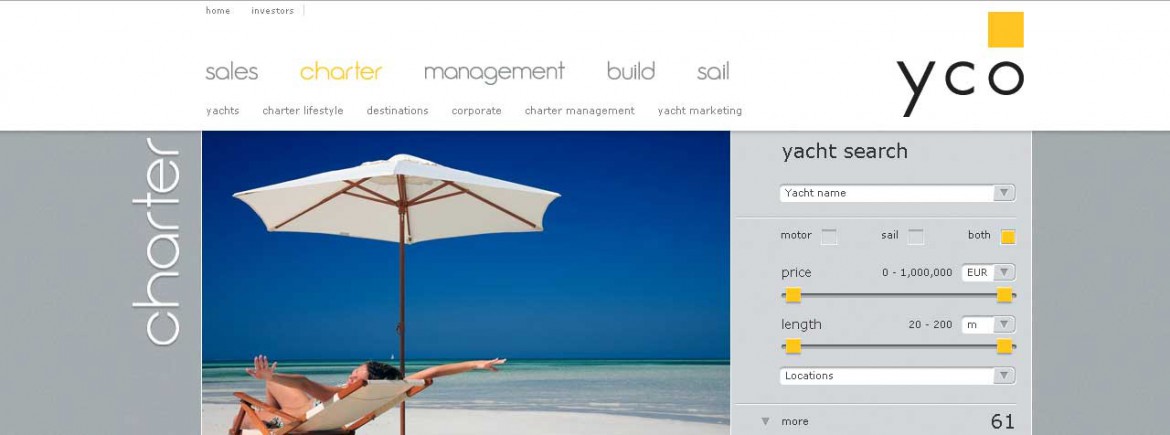 home investors
sales charter management build sail
yco
yachts charter lifestyle destinations corporate charter management yacht marketing
charter
yacht search
Yacht name
motor sail both
price 0 - 1,000,000 EUR
length 20 - 200 m
Locations
more 61